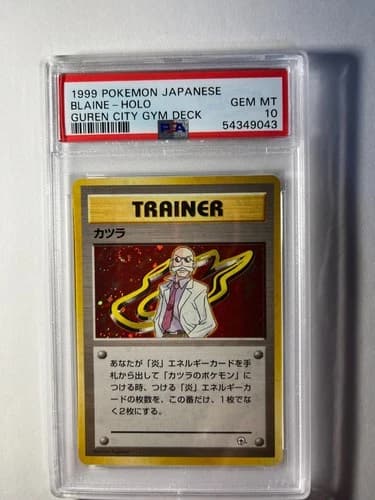 1999 POKEMON JAPANESE
BLAINE - HOLO GEM MT
GUREN CITY GYM DECK 10
54349043
PSA
TRAINER
カツラ
あなたが「炎」エネルギーカードを手
札から出して「カツラのポケモン」に
つける時、つける「炎」エネルギーカー
ドの枚数を、この番だけ、1枚でな
く2枚にする。